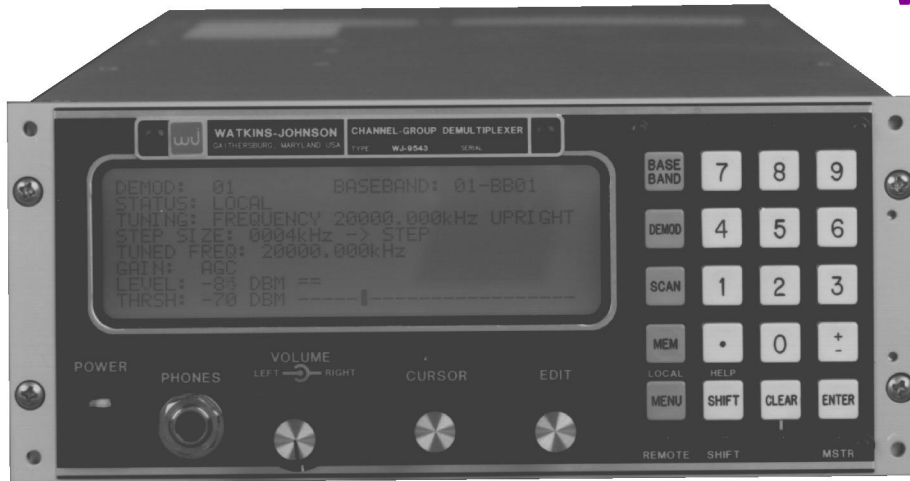 wj WATKINS-JOHNSON
GAITHERSBURG, MARYLAND USA
CHANNEL-GROUP DEMULTIPLEXER
TYPE WJ-9543 SERIAL
DEMOD: 01 BASEBAND: 01-BB01
STATUS: LOCAL
TUNING: FREQUENCY 20000.000kHz UPRIGHT
STEP SIZE: 0004kHz -> STEP
TUNED FREQ: 20000.000kHz
GAIN: AGC
LEVEL: -85 DBM ==
THRSH: -70 DBM
POWER
PHONES
VOLUME
LEFT RIGHT
CURSOR
EDIT
BASE BAND 7 8 9
DEMOD 4 5 6
SCAN 1 2 3
MEM . 0 + -
LOCAL HELP
MENU SHIFT CLEAR ENTER
REMOTE SHIFT MSTR